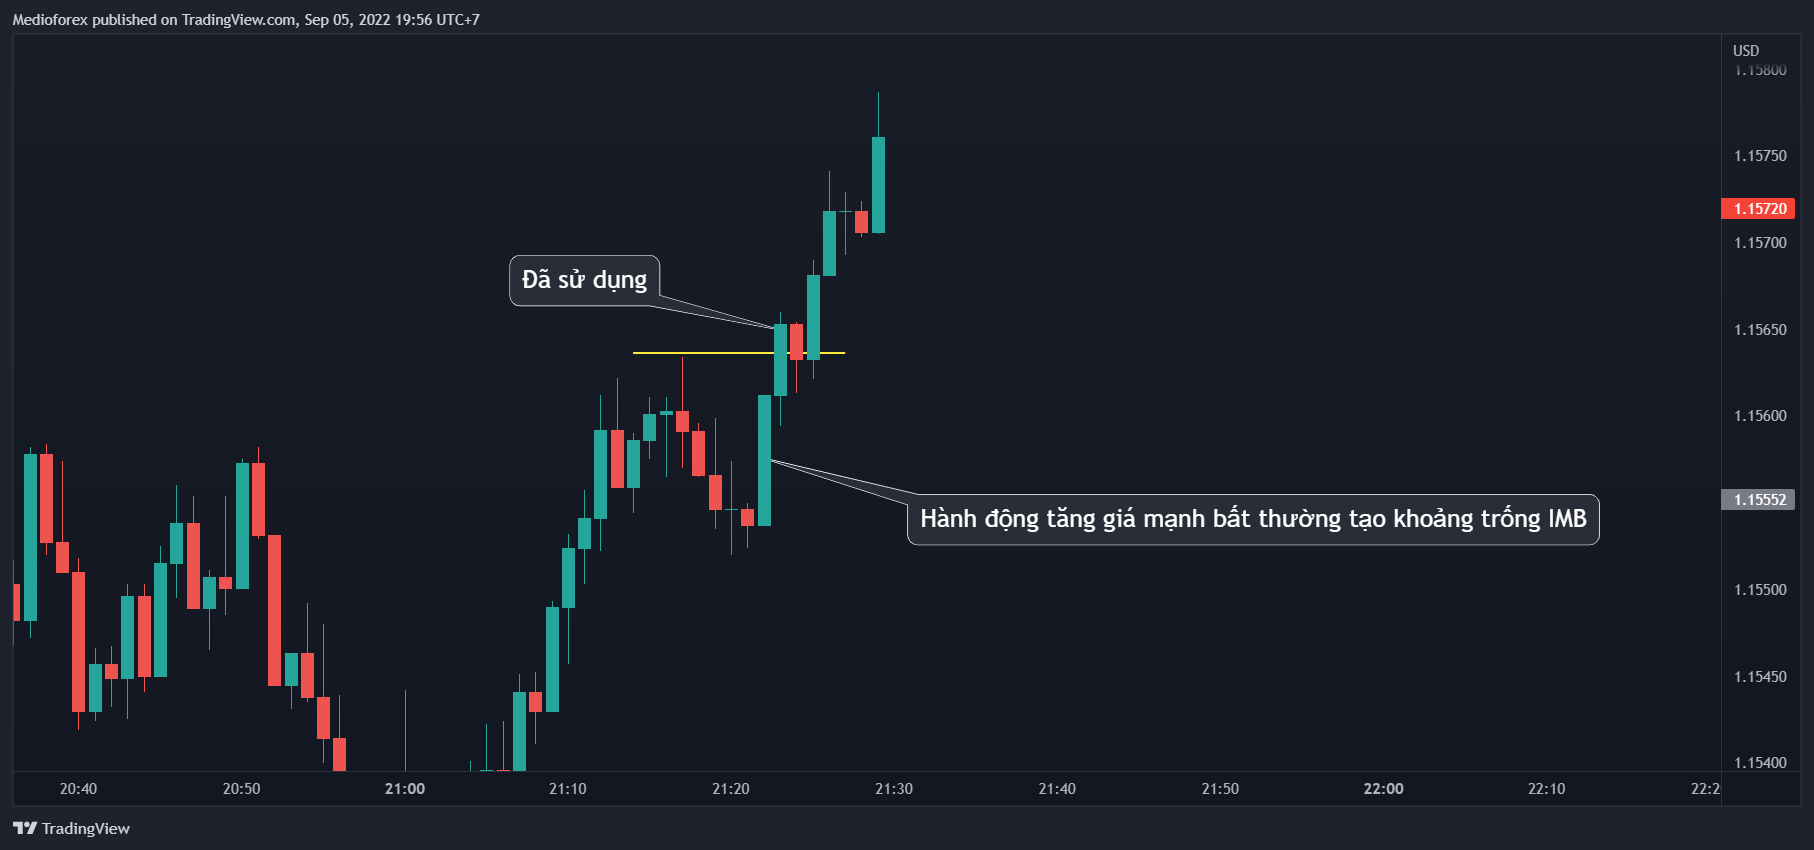 Medioforex published on TradingView.com, Sep 05, 2022 19:56 UTC+7
USD
1.15800
1.15750
1.15720
1.15700
Đã sử dụng
1.15650
1.15600
1.15552
Hành động tăng giá mạnh bất thường tạo khoảng trống IMB
1.15500
1.15450
1.15400
20:40 20:50 21:00 21:10 21:20 21:30 21:40 21:50 22:00 22:10 22:2
TradingView